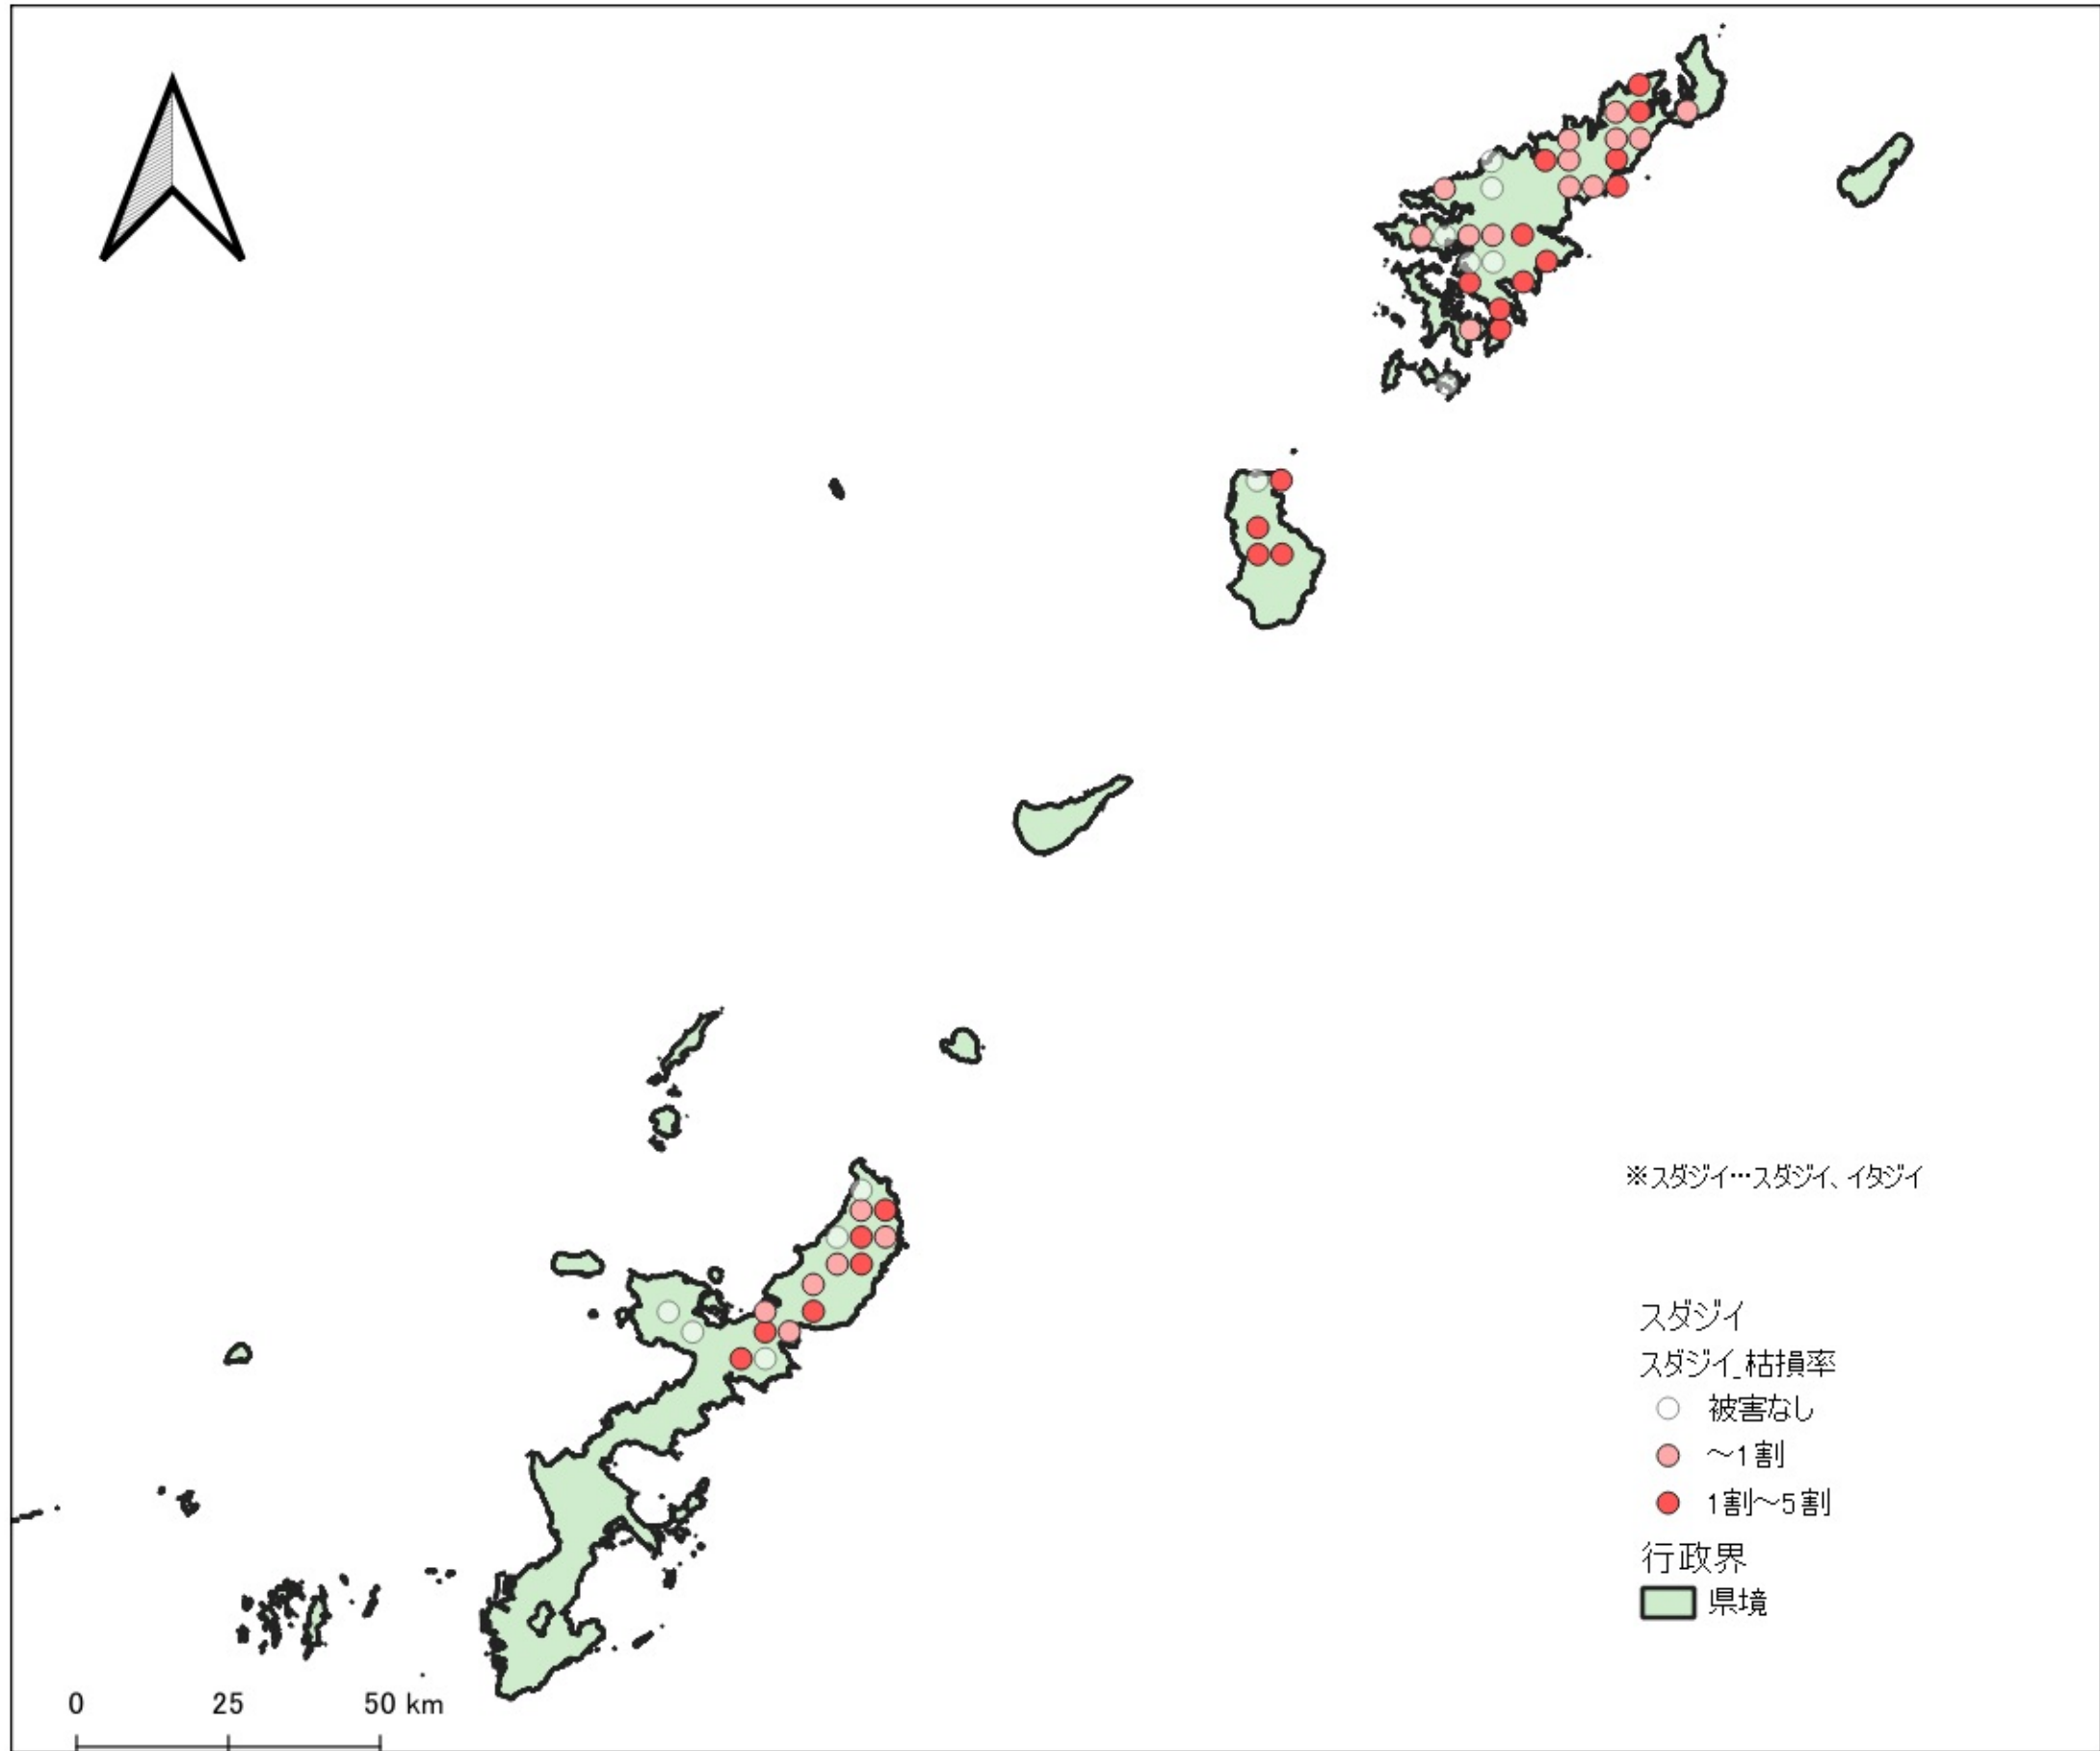 ※スダジイ…スダジイ、イタジイ
スダジイ
スダジイ_枯損率
被害なし
～1割
1割～5割
行政界
県境
0 25 50 km